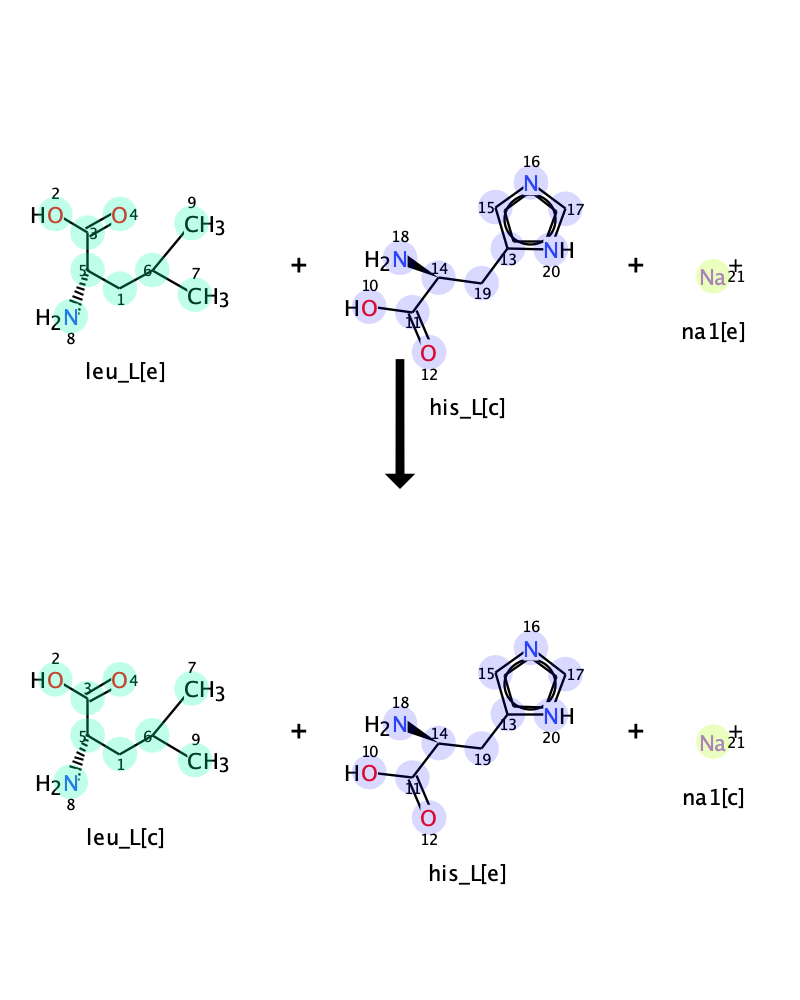 2 9
HO O 4 CH3
3
5 6 7
1 CH3
H2N
8
leu_L[e]
+
16
N
15 17
18 13 NH
H2N 14 20
10 19
HO 11
O
12
his_L[c]
+
Na + 21
na1[e]
2 7
HO O 4 CH3
3
5 6 9
1 CH3
H2N
8
leu_L[c]
+
16
N
15 17
18 13 NH
H2N 14 20
10 19
HO 11
O
12
his_L[e]
+
Na + 21
na1[c]